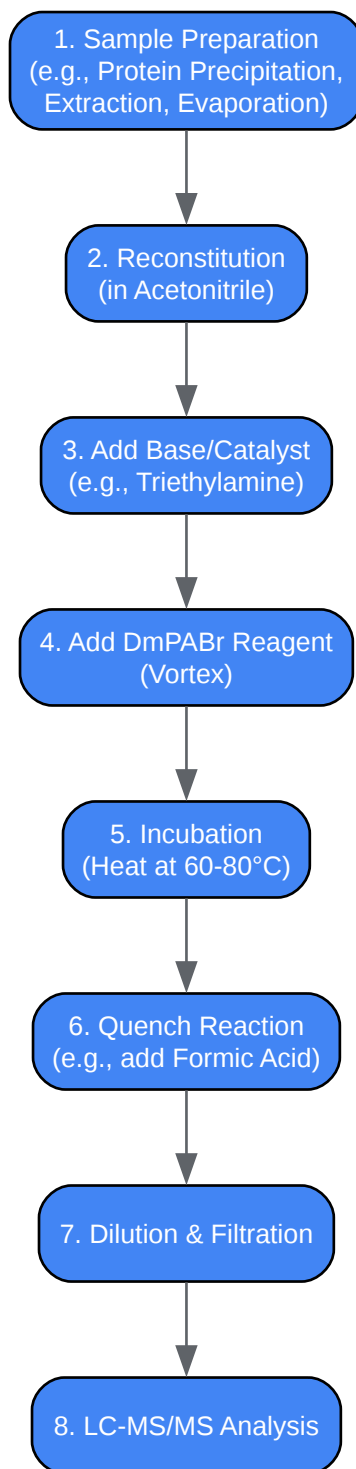 1. Sample Preparation
(e.g., Protein Precipitation,
Extraction, Evaporation)
2. Reconstitution
(in Acetonitrile)
3. Add Base/Catalyst
(e.g., Triethylamine)
4. Add DmPABr Reagent
(Vortex)
5. Incubation
(Heat at 60-80°C)
6. Quench Reaction
(e.g., add Formic Acid)
7. Dilution & Filtration
8. LC-MS/MS Analysis